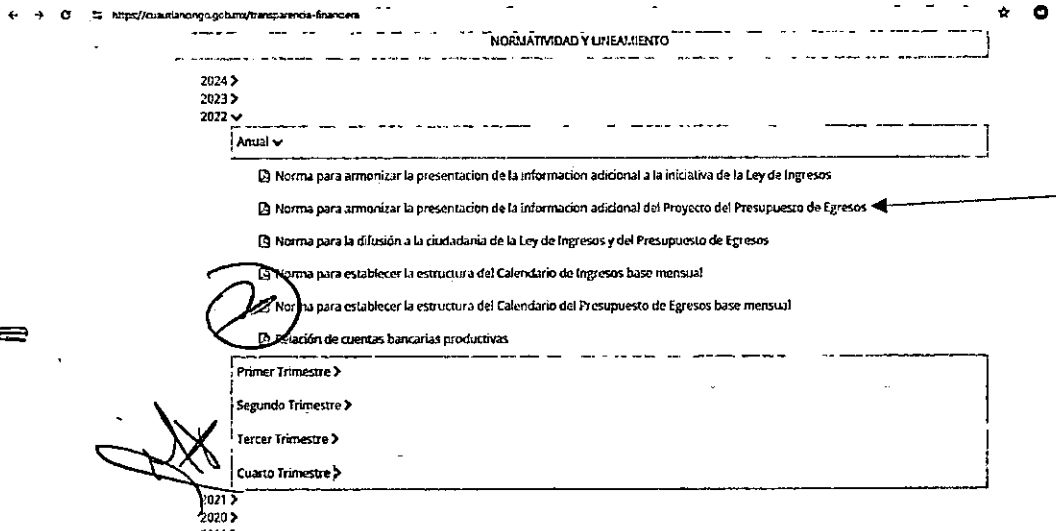 https://cuautlancingo.gob.mx/transparencia-financiera
NORMATIVIDAD Y LINEAMIENTO
2024
2023
2022
Anual
Norma para armonizar la presentacion de la informacion adicional a la iniciativa de la Ley de Ingresos
Norma para armonizar la presentacion de la informacion adicional del Proyecto del Presupuesto de Egresos
Norma para la difusión a la ciudadania de la Ley de Ingresos y del Presupuesto de Egresos
Norma para establecer la estructura del Calendario de Ingresos base mensual
Norma para establecer la estructura del Calendario del Presupuesto de Egresos base mensual
Relación de cuentas bancarias productivas
Primer Trimestre
Segundo Trimestre
Tercer Trimestre
Cuarto Trimestre
2021
2020